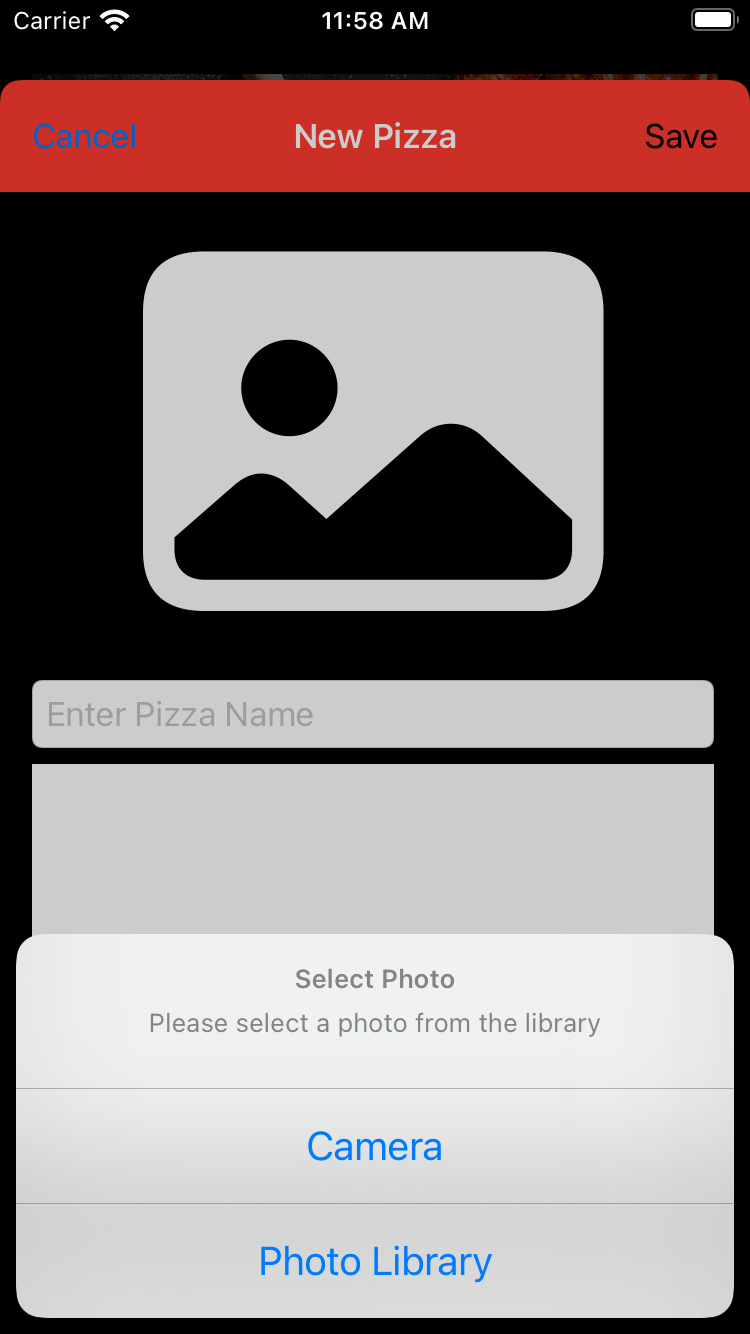 Carrier 11:58 AM
Cancel New Pizza Save
Enter Pizza Name
Select Photo
Please select a photo from the library
Camera
Photo Library